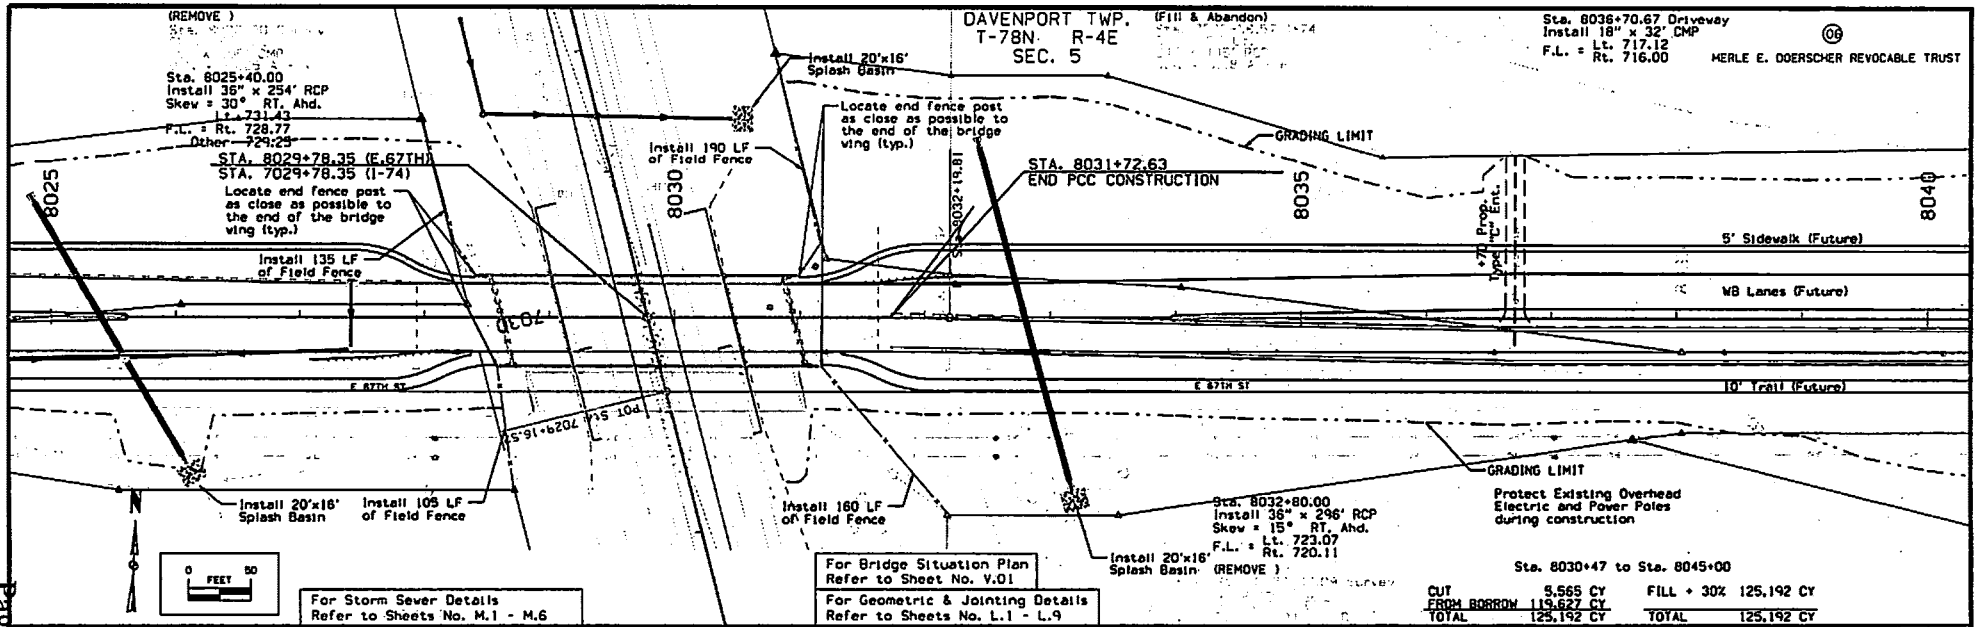 (REMOVE )
Sta. 8025+40.00
Install 36" x 254' RCP
Skew = 30° RT. Ahd.
Lt. 731.43
F.L. = Rt. 728.77
Other 729.25
STA. 8029+78.35 (E.67TH)
STA. 7029+78.35 (I-74)
Locate end fence post
as close as possible to
the end of the bridge
wing (typ.)
8025
Install 135 LF
of Field Fence
Install 20'x16'
Splash Basin
Install 190 LF
of Field Fence
Locate end fence post
as close as possible to
the end of the bridge
wing (typ.)
8030
DAVENPORT TWP.
T-78N R-4E
SEC. 5
(Fill & Abandon)
STA. 8031+72.63
END PCC CONSTRUCTION
GRADING LIMIT
8035
Sta. 8036+70.67 Driveway
Install 18" x 32' CMP
F.L. = Lt. 717.12
Rt. 716.00
06
MERLE E. DOERSCHER REVOCABLE TRUST
+70 Prop.
Type "C" Ent.
8040
5' Sidewalk (Future)
WB Lanes (Future)
10' Trail (Future)
7030
E 67TH ST
E 67TH ST
POT Sta. 7029+16.57
Install 20'x16'
Splash Basin
Install 105 LF
of Field Fence
Install 160 LF
of Field Fence
Install 20'x16'
Splash Basin
(REMOVE )
Sta. 8032+80.00
Install 36" x 296' RCP
Skew = 15° RT. Ahd.
F.L. = Lt. 723.07
Rt. 720.11
GRADING LIMIT
Protect Existing Overhead
Electric and Power Poles
during construction
N
0 50
FEET
For Storm Sewer Details
Refer to Sheets No. M.1 - M.6
For Bridge Situation Plan
Refer to Sheet No. V.01
For Geometric & Jointing Details
Refer to Sheets No. L.1 - L.9
Sta. 8030+47 to Sta. 8045+00
CUT 5,565 CY FILL + 30% 125,192 CY
FROM BORROW 119,627 CY
TOTAL 125,192 CY TOTAL 125,192 CY